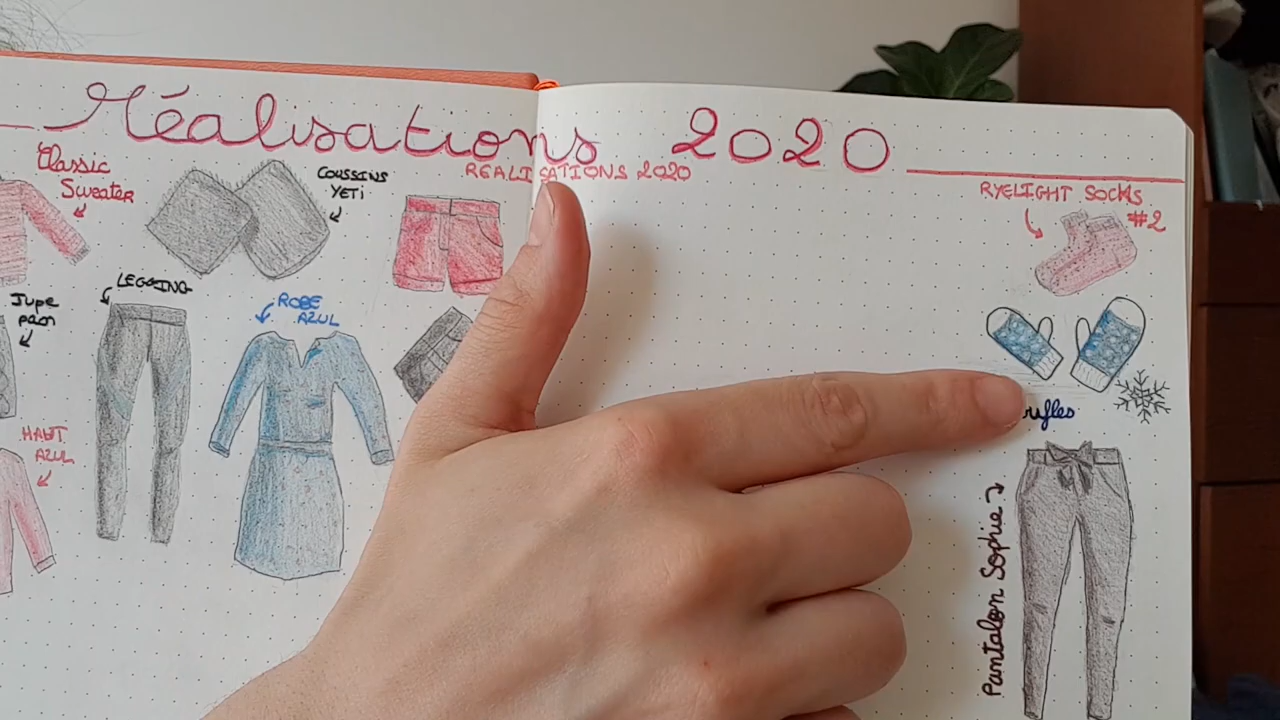 Réalisations 2020
REALISATIONS 2020
Classic
Sweater
COUSSINS
YETI
RYELIGHT SOCKS
#2
LEGGING
Jupe
ROBE
AZUL
HAUT
AZUL
Pantalon Sophie